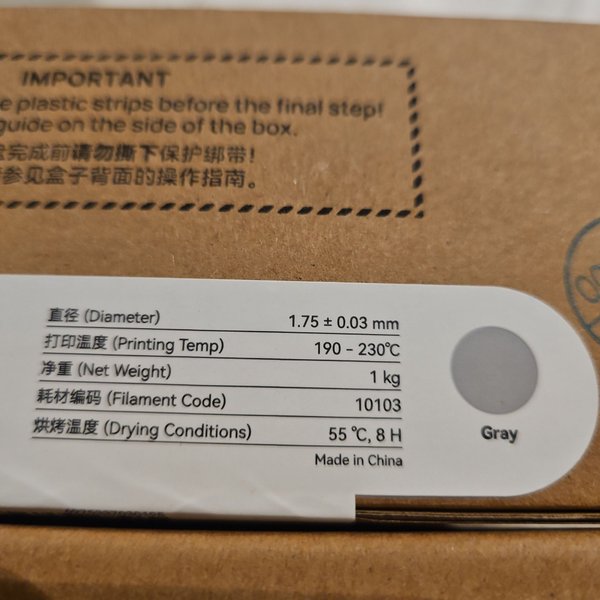 IMPORTANT
plastic strips before the final step!
guide on the side of the box.
完成前请勿撕下保护绑带!
参见盒子背面的操作指南。
直径 (Diameter) 1.75 ± 0.03 mm
打印温度 (Printing Temp) 190 - 230℃
净重 (Net Weight) 1 kg
耗材编码 (Filament Code) 10103
烘烤温度 (Drying Conditions) 55 ℃, 8 H
Made in China
Gray